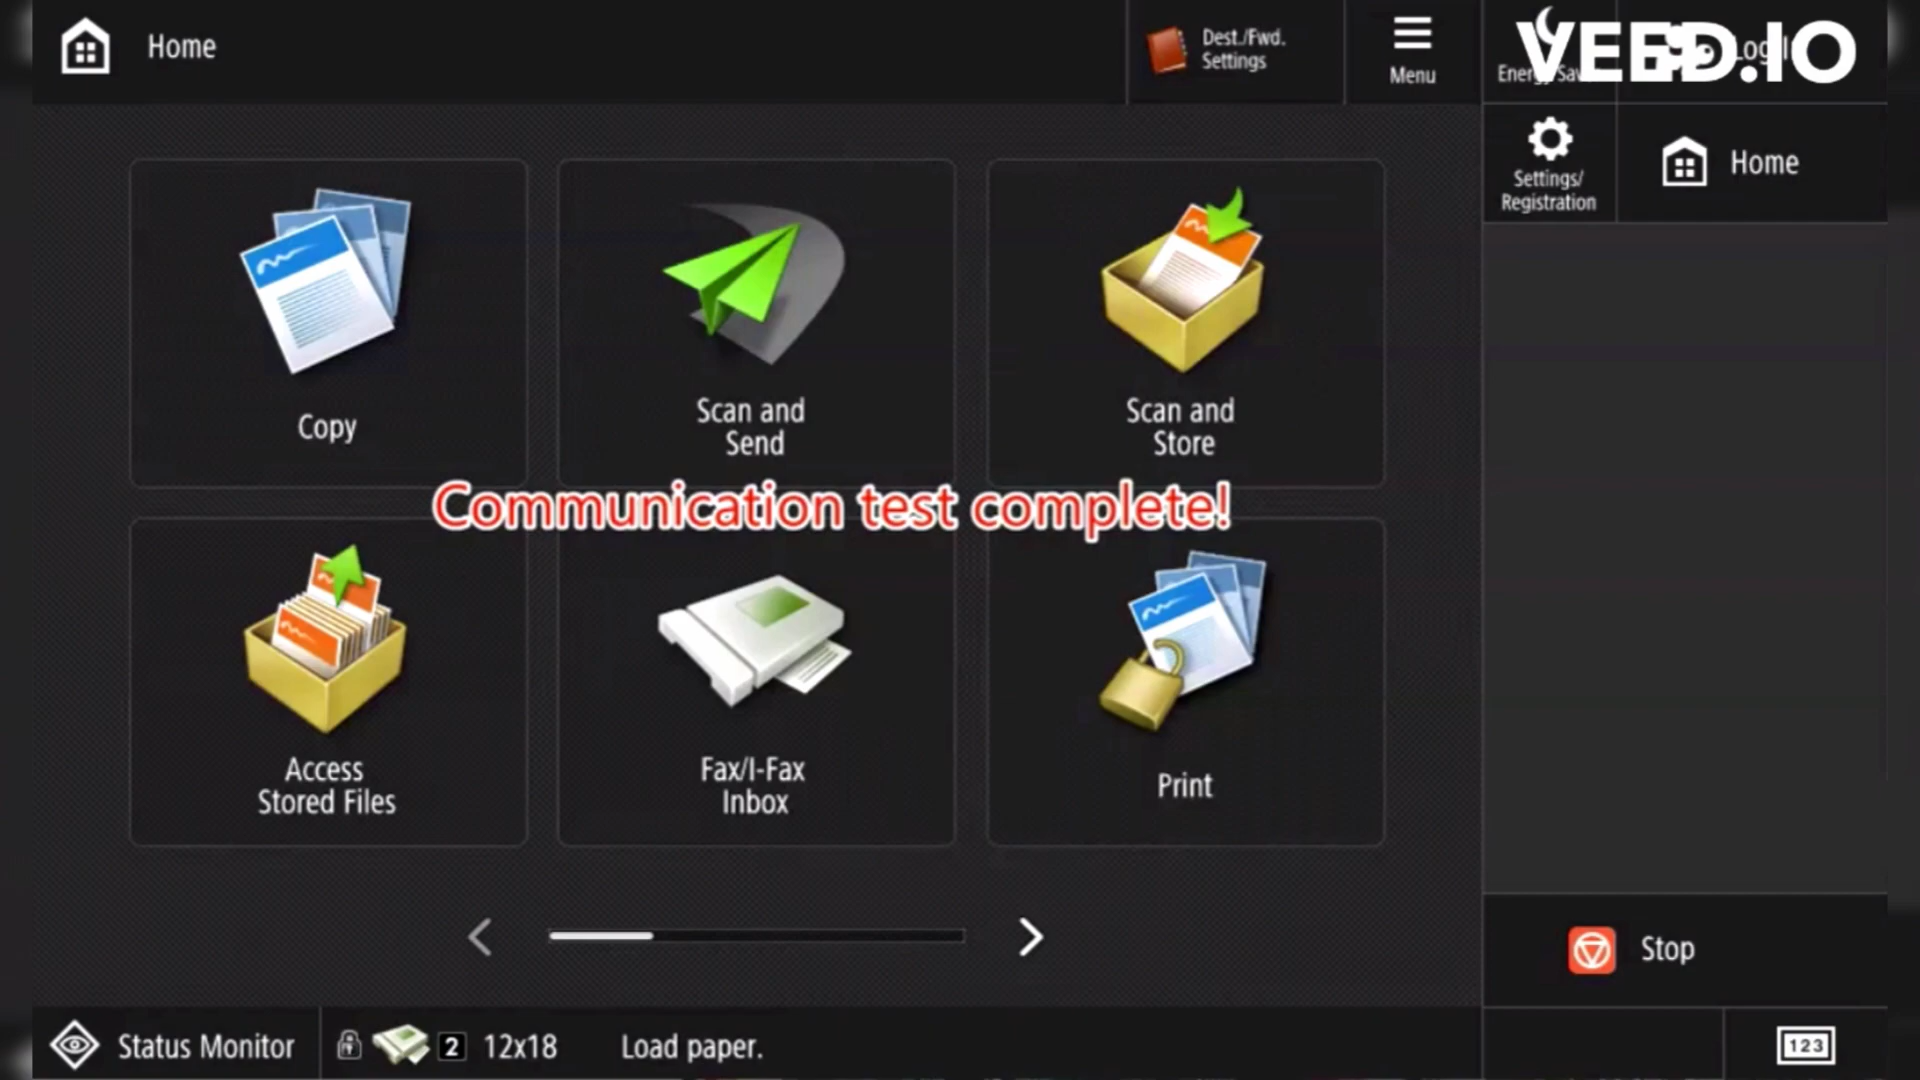 Home
Dest./Fwd.
Settings
Menu
VEED.IO
Settings/
Registration
Home
Copy
Scan and
Send
Scan and
Store
Communication test complete!
Access
Stored Files
Fax/I-Fax
Inbox
Print
Stop
Status Monitor
2
12x18
Load paper.
123